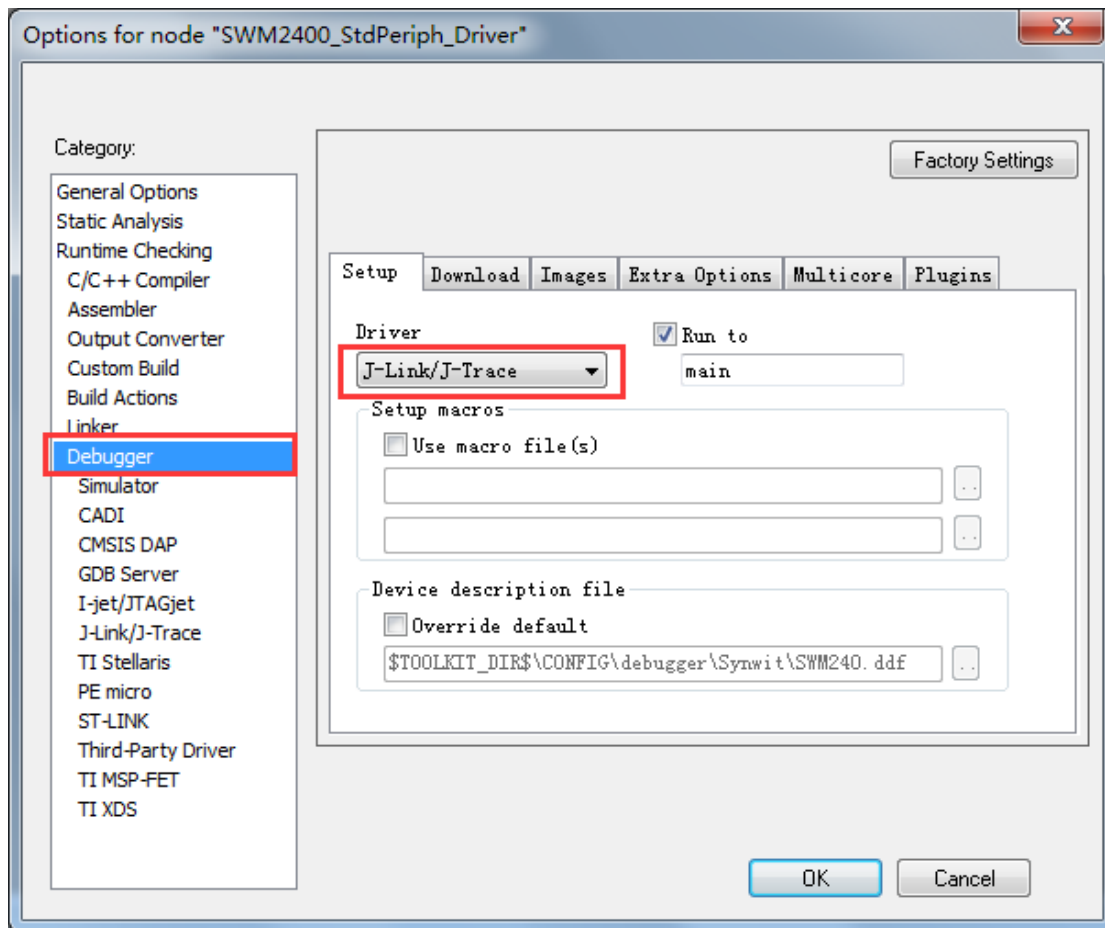 Options for node "SWM2400_StdPeriph_Driver"
X
Category:
Factory Settings
General Options
Static Analysis
Runtime Checking
C/C++ Compiler
Assembler
Output Converter
Custom Build
Build Actions
Linker
Debugger
Simulator
CADI
CMSIS DAP
GDB Server
I-jet/JTAGjet
J-Link/J-Trace
TI Stellaris
PE micro
ST-LINK
Third-Party Driver
TI MSP-FET
TI XDS
Setup Download Images Extra Options Multicore Plugins
Driver
J-Link/J-Trace
Run to
main
Setup macros
Use macro file(s)
..
..
Device description file
Override default
$TOOLKIT_DIR$\CONFIG\debugger\Synwit\SWM240.ddf
..
OK Cancel